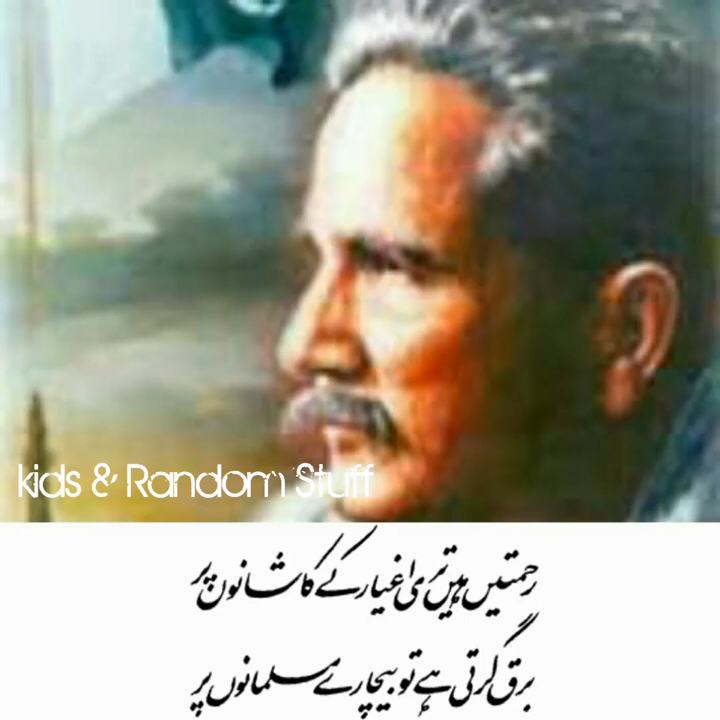 kids & Random Stuff
رحمتیں ہیں تری اغیار کے کاشانوں پر
برق گرتی ہے تو بیچارے مسلمانوں پر